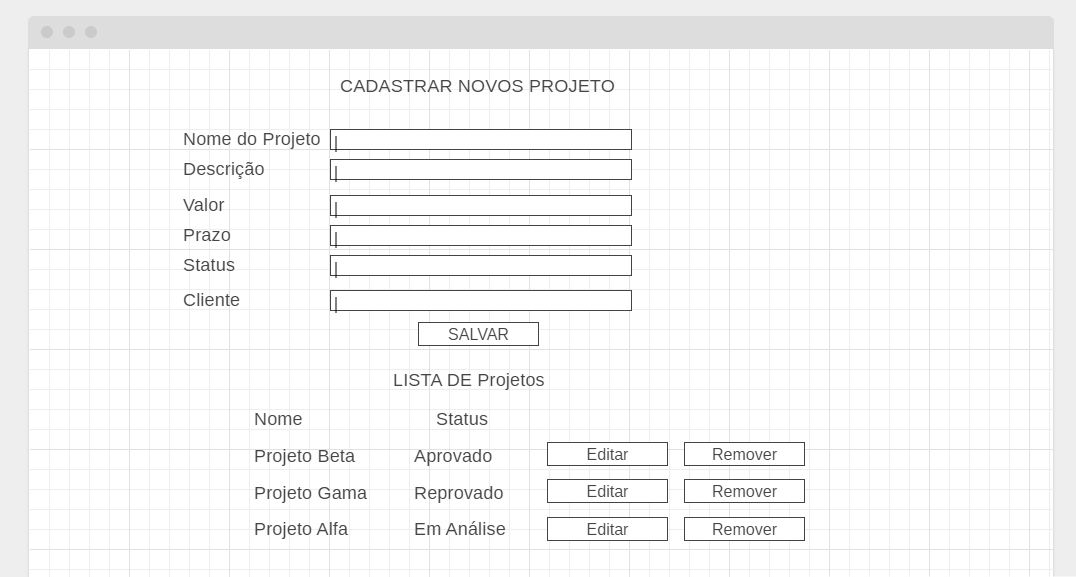 CADASTRAR NOVOS PROJETO
Nome do Projeto
Descrição
Valor
Prazo
Status
Cliente
SALVAR
LISTA DE Projetos
Nome Status
Projeto Beta Aprovado Editar Remover
Projeto Gama Reprovado Editar Remover
Projeto Alfa Em Análise Editar Remover